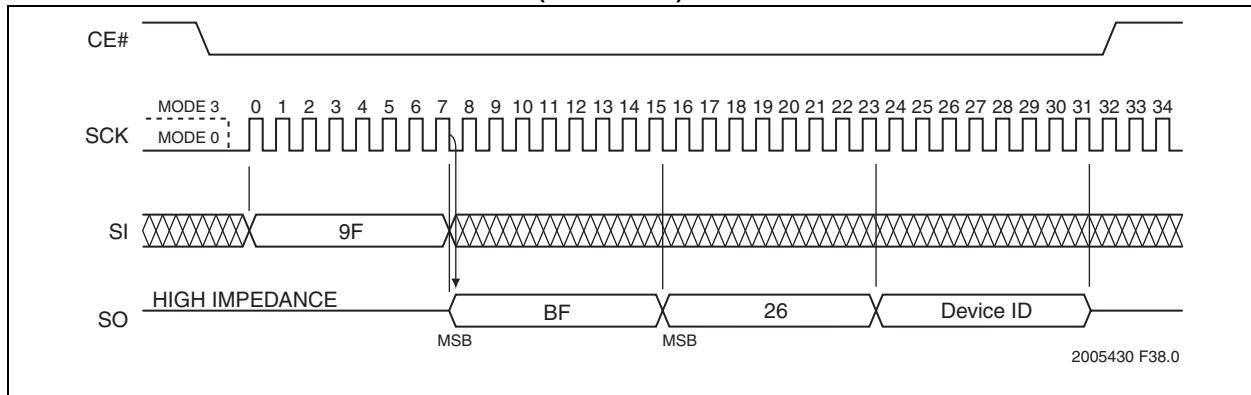 CE#
MODE 3
0 1 2 3 4 5 6 7 8 9 10 11 12 13 14 15 16 17 18 19 20 21 22 23 24 25 26 27 28 29 30 31 32 33 34
SCK
MODE 0
SI
9F
HIGH IMPEDANCE
SO
BF
26
Device ID
MSB
MSB
2005430 F38.0